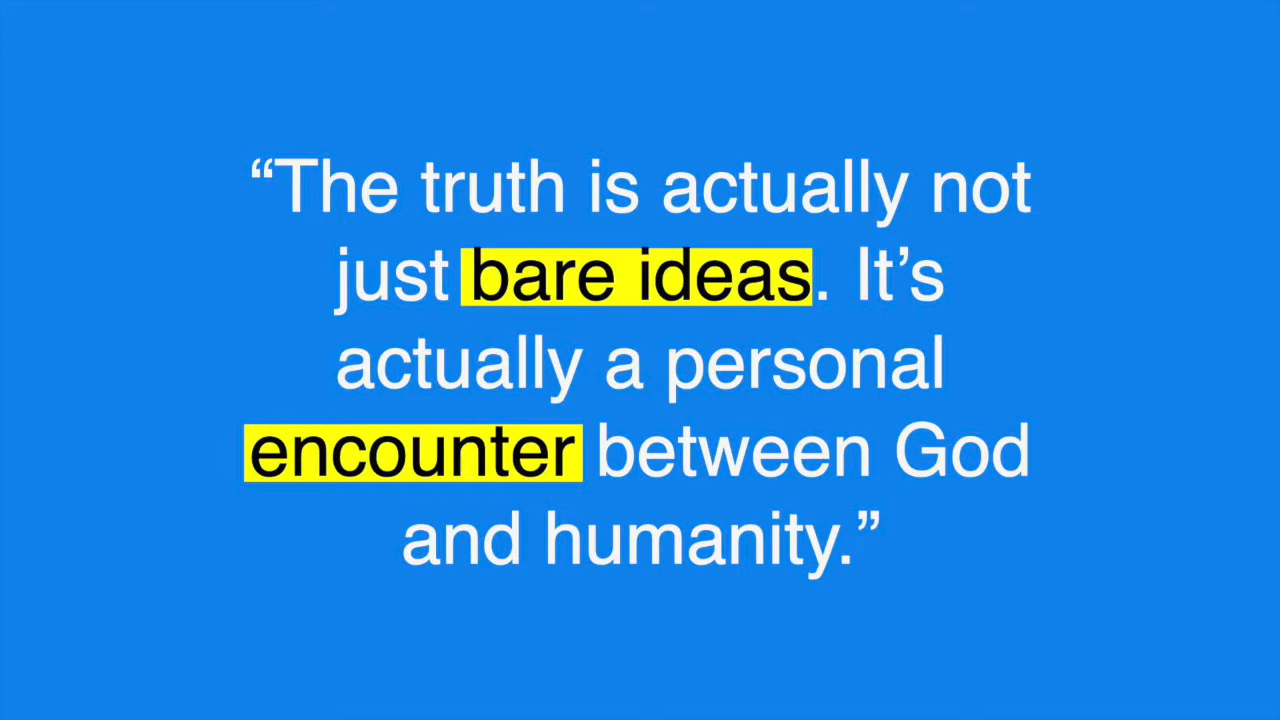 “The truth is actually not
just bare ideas. It’s
actually a personal
encounter between God
and humanity.”